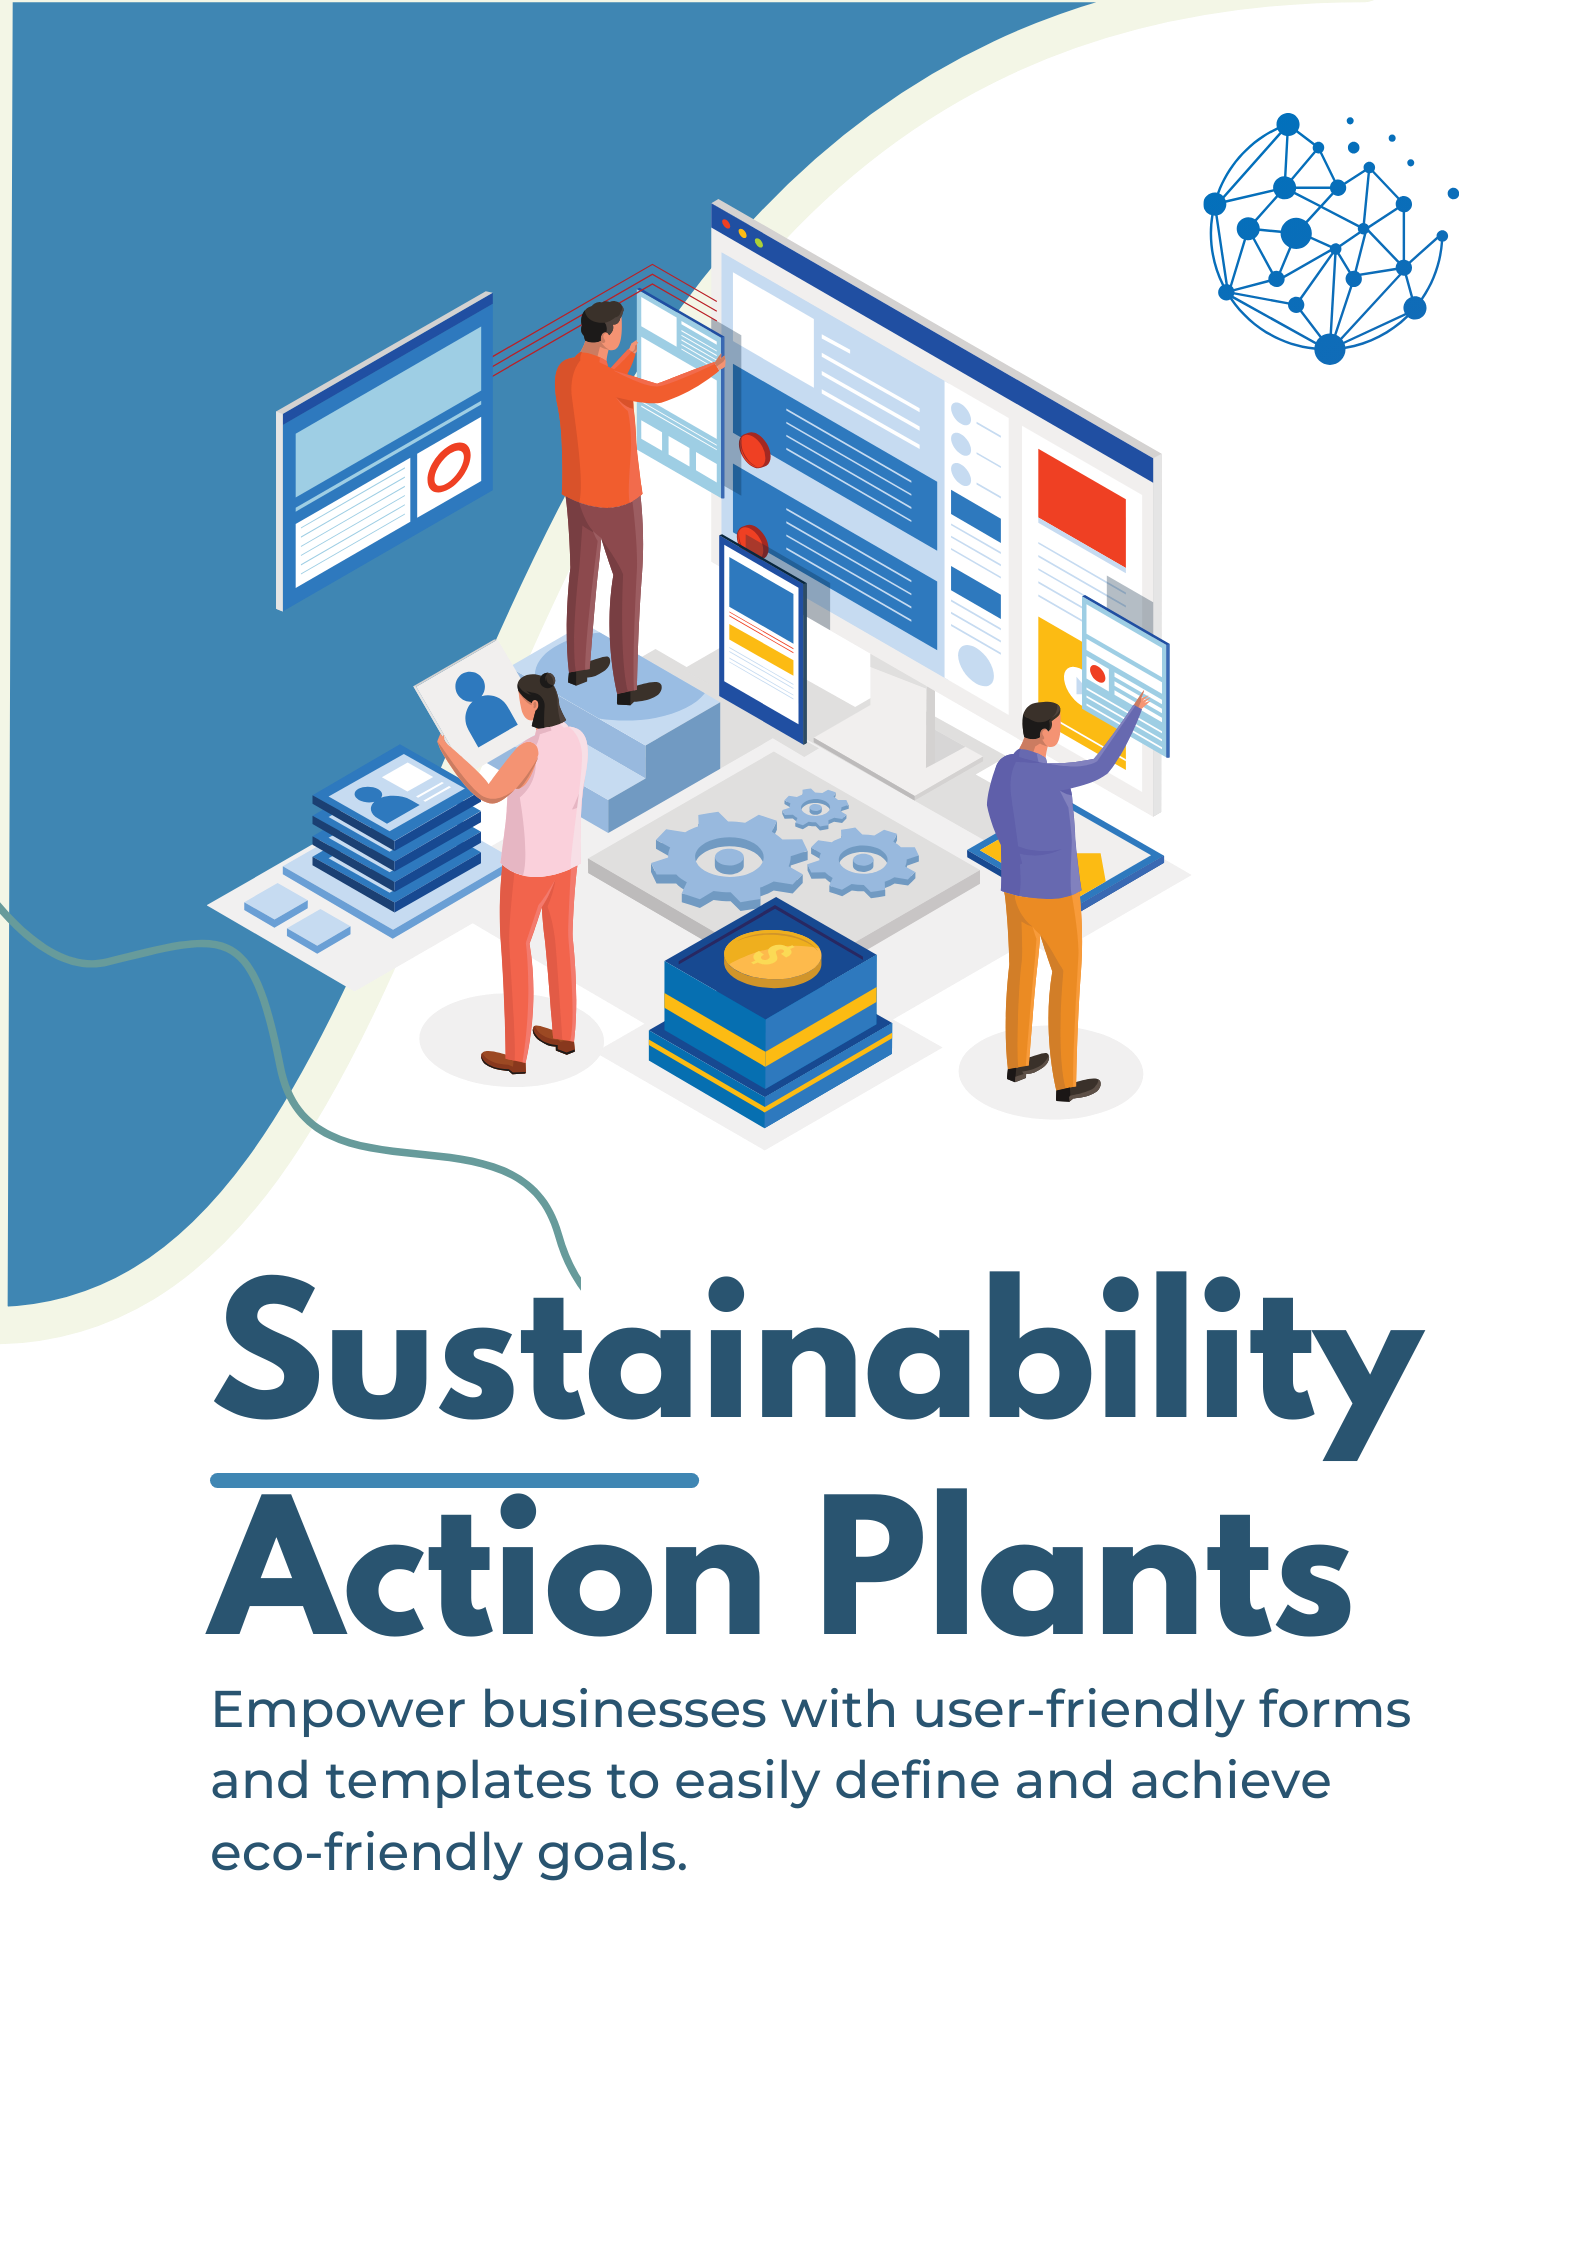 Sustainability
Action Plants
Empower businesses with user-friendly forms
and templates to easily define and achieve
eco-friendly goals.